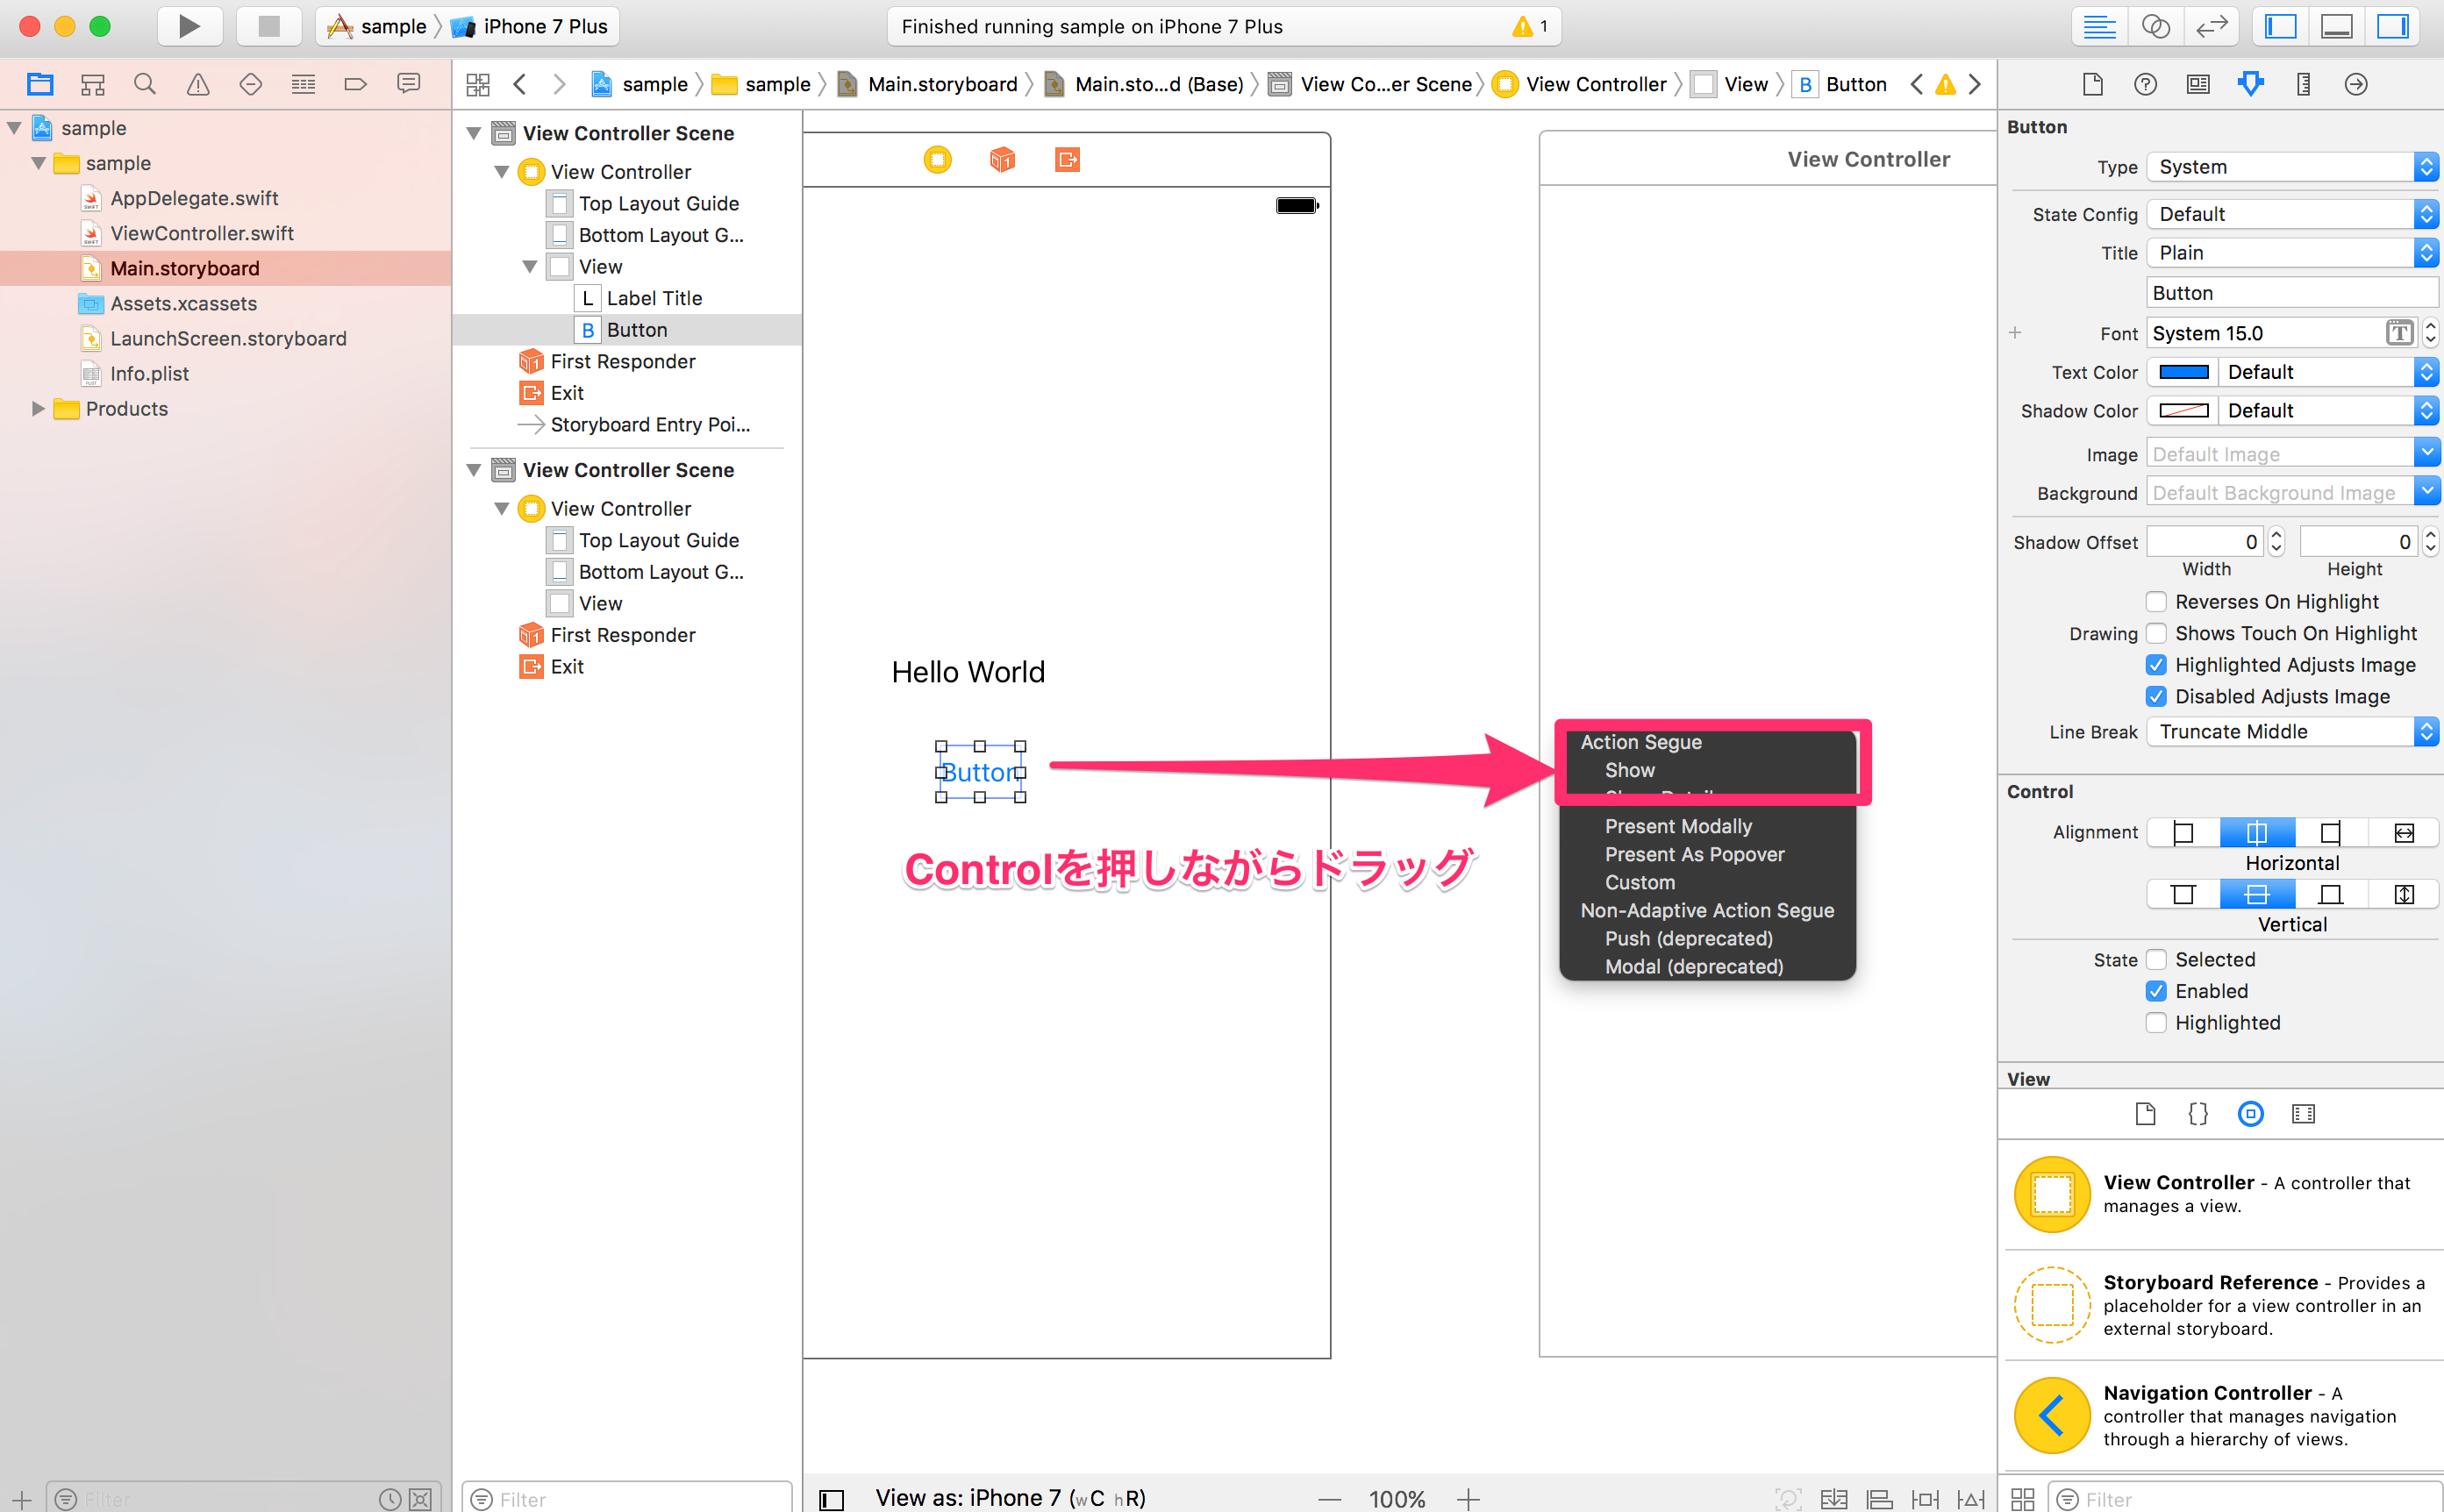 sample
iPhone 7 Plus
Finished running sample on iPhone 7 Plus
1
sample
sample
Main.storyboard
Main.sto...d (Base)
View Co...er Scene
View Controller
View
B
Button
sample
sample
AppDelegate.swift
ViewController.swift
Main.storyboard
Assets.xcassets
LaunchScreen.storyboard
Info.plist
Products
Filter
View Controller Scene
View Controller
Top Layout Guide
Bottom Layout G...
View
L Label Title
B Button
First Responder
Exit
Storyboard Entry Poi...
View Controller Scene
View Controller
Top Layout Guide
Bottom Layout G...
View
First Responder
Exit
Filter
Hello World
Button
Controlを押しながらドラッグ
View Controller
Action Segue
Show
Present Modally
Present As Popover
Custom
Non-Adaptive Action Segue
Push (deprecated)
Modal (deprecated)
View as: iPhone 7 (wC hR)
100%
Button
Type System
State Config Default
Title Plain
Button
Font System 15.0
T
Text Color Default
Shadow Color Default
Image Default Image
Background Default Background Image
Shadow Offset 0 0
Width Height
Reverses On Highlight
Drawing Shows Touch On Highlight
Highlighted Adjusts Image
Disabled Adjusts Image
Line Break Truncate Middle
Control
Alignment
Horizontal
Vertical
State Selected
Enabled
Highlighted
View
View Controller - A controller that
manages a view.
Storyboard Reference - Provides a
placeholder for a view controller in an
external storyboard.
Navigation Controller - A
controller that manages navigation
through a hierarchy of views.
Filter